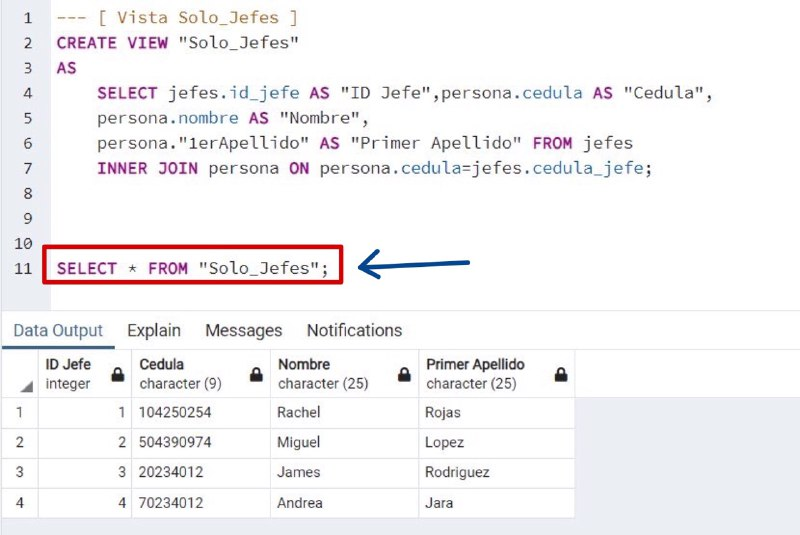 1 --- [ Vista Solo_Jefes ]
2 CREATE VIEW "Solo_Jefes"
3 AS
4 SELECT jefes.id_jefe AS "ID Jefe",persona.cedula AS "Cedula",
5 persona.nombre AS "Nombre",
6 persona."1erApellido" AS "Primer Apellido" FROM jefes
7 INNER JOIN persona ON persona.cedula=jefes.cedula_jefe;
8
9
10
11 SELECT * FROM "Solo_Jefes";
Data Output Explain Messages Notifications
ID Jefe Cedula Nombre Primer Apellido
integer character (9) character (25) character (25)
1 1 104250254 Rachel Rojas
2 2 504390974 Miguel Lopez
3 3 20234012 James Rodriguez
4 4 70234012 Andrea Jara